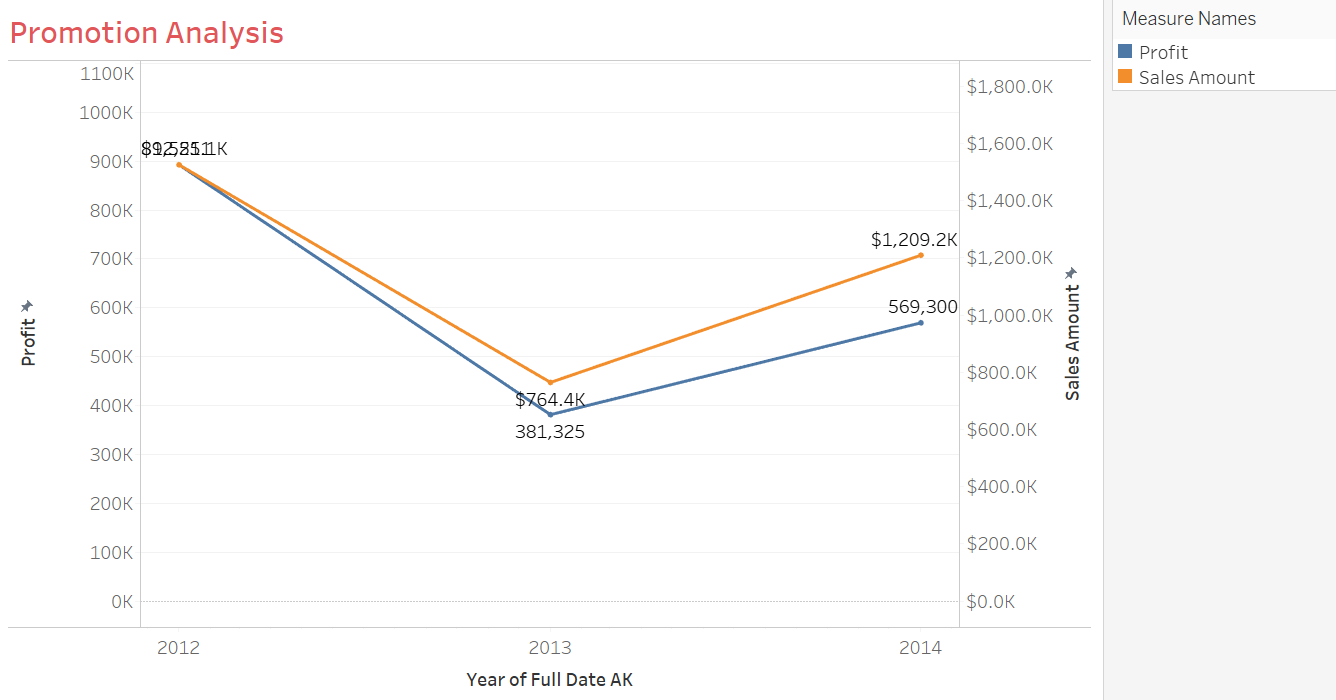 Promotion Analysis
Measure Names
Profit
Sales Amount
1100K
1000K
900K
800K
700K
600K
500K
400K
300K
200K
100K
0K
Profit
$1,209.2K
569,300
$764.4K
381,325
$1,800.0K
$1,600.0K
$1,400.0K
$1,200.0K
$1,000.0K
$800.0K
$600.0K
$400.0K
$200.0K
$0.0K
Sales Amount
2012
2013
2014
Year of Full Date AK